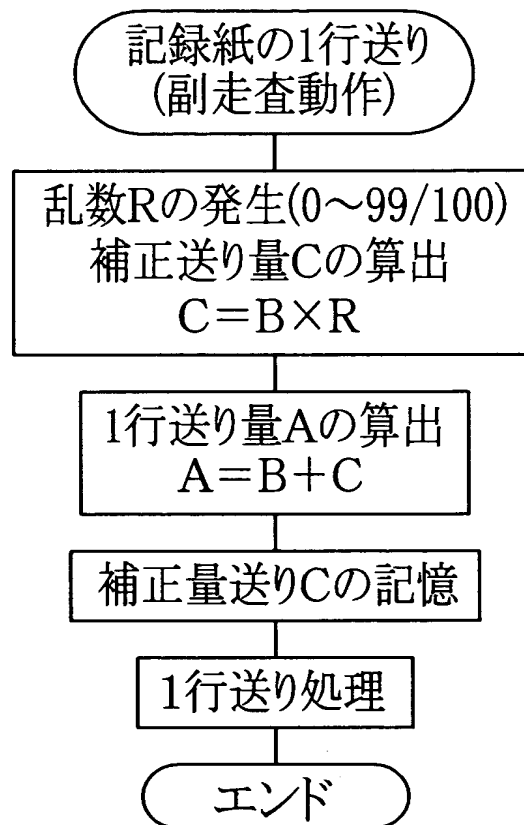 記録紙の1行送り
(副走査動作)
乱数Rの発生(0～99/100)
補正送り量Cの算出
C＝B×R
1行送り量Aの算出
A＝B＋C
補正量送りCの記憶
1行送り処理
エンド